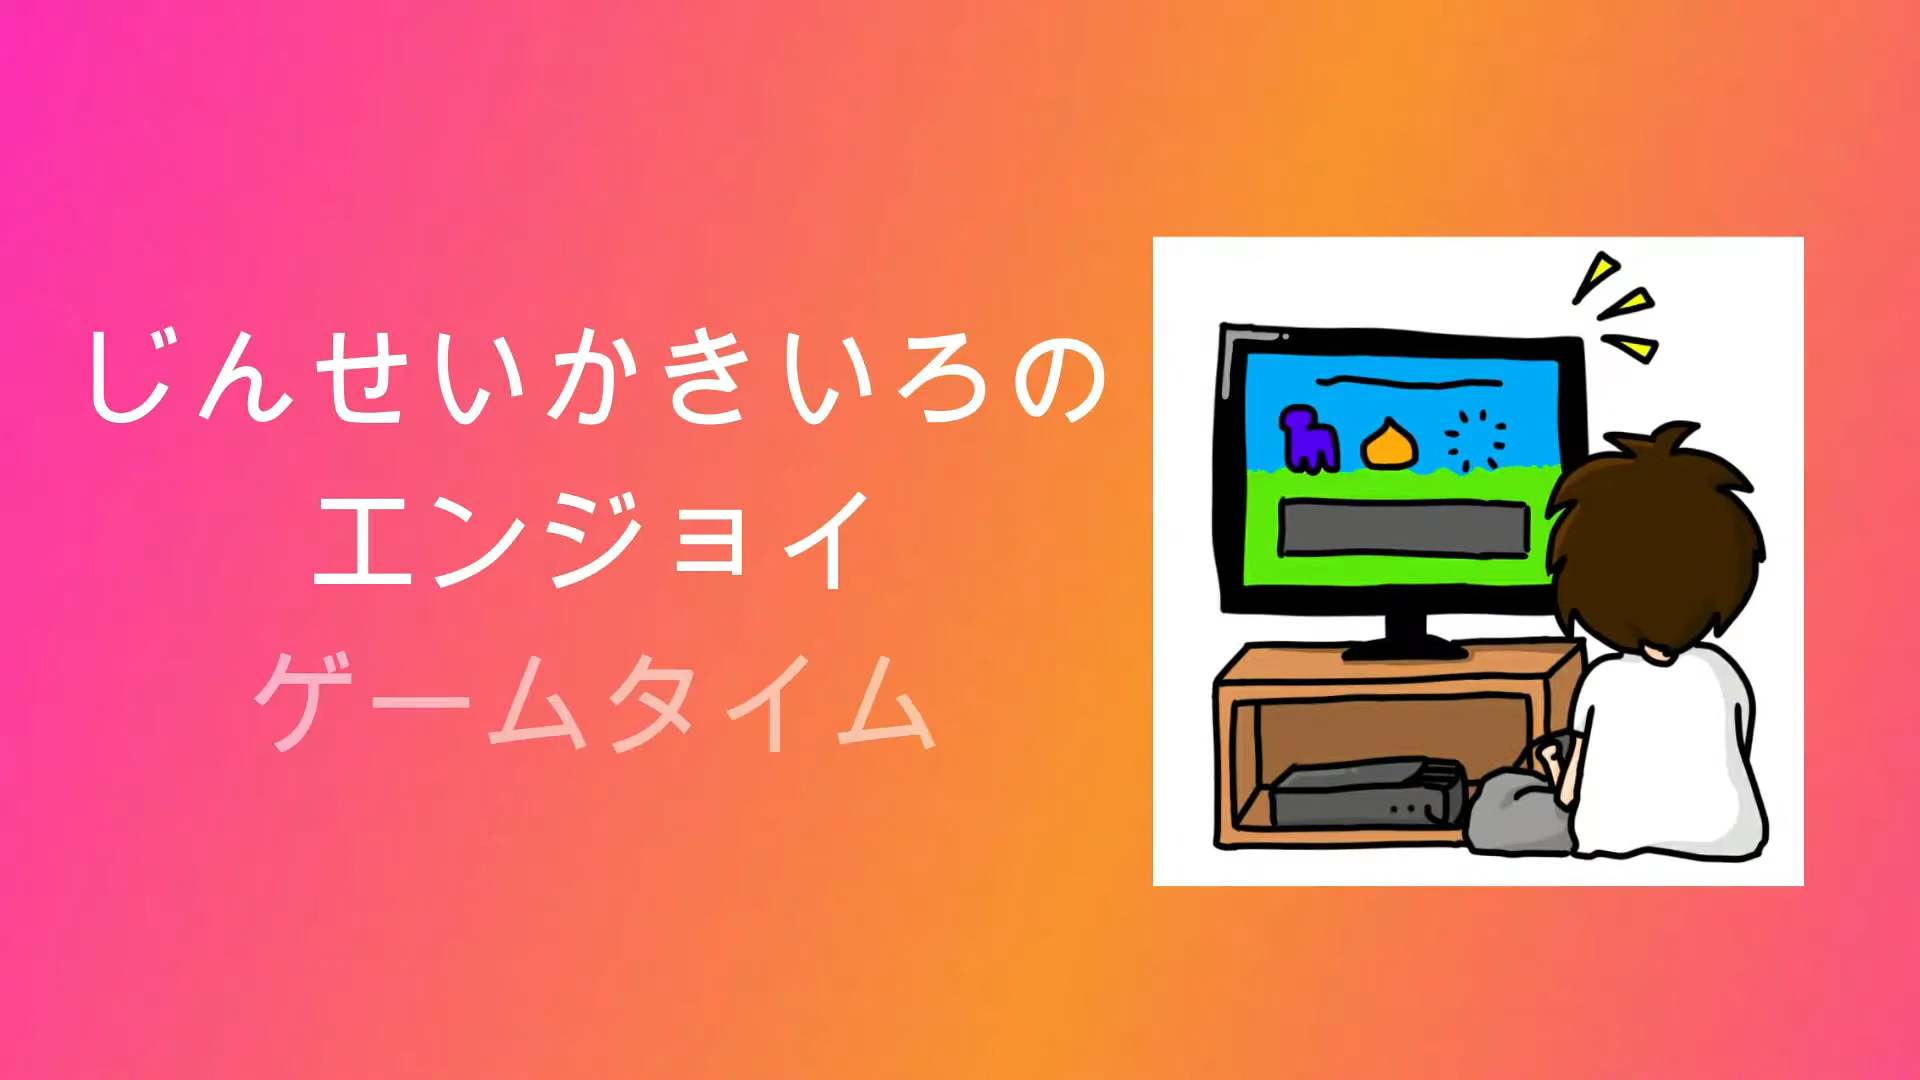 じんせいかきいろの
エンジョイ
ゲームタイム